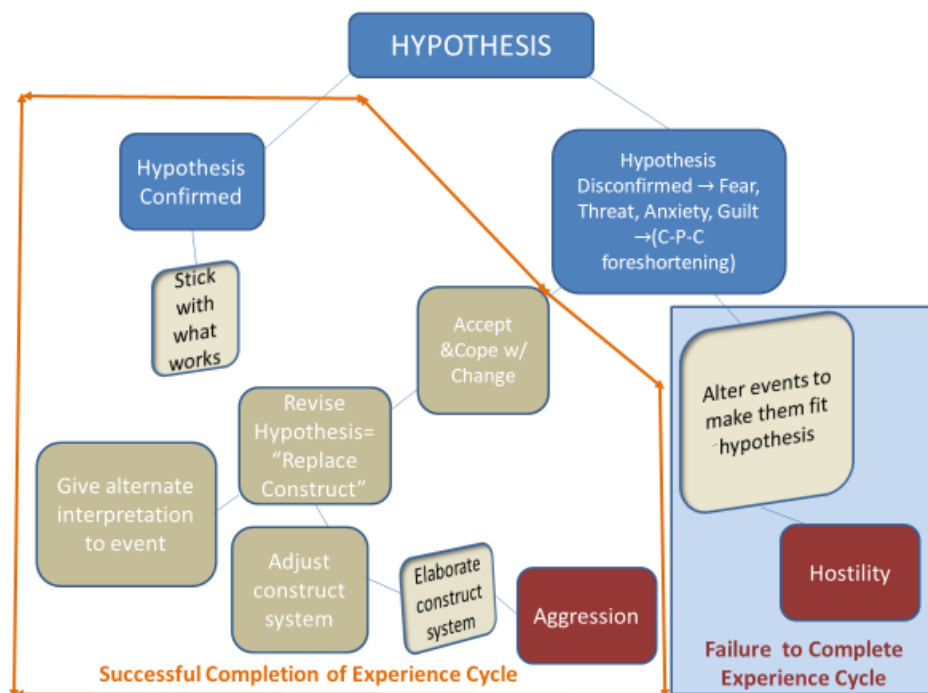 HYPOTHESIS
Hypothesis
Confirmed
Hypothesis
Disconfirmed → Fear,
Threat, Anxiety, Guilt
→(C-P-C
foreshortening)
Stick
with
what
works
Accept
&Cope w/
Change
Alter events to
make them fit
hypothesis
Revise
Hypothesis=
“Replace
Construct”
Give alternate
interpretation
to event
Adjust
construct
system
Elaborate
construct
system
Aggression
Hostility
Successful Completion of Experience Cycle
Failure to Complete
Experience Cycle